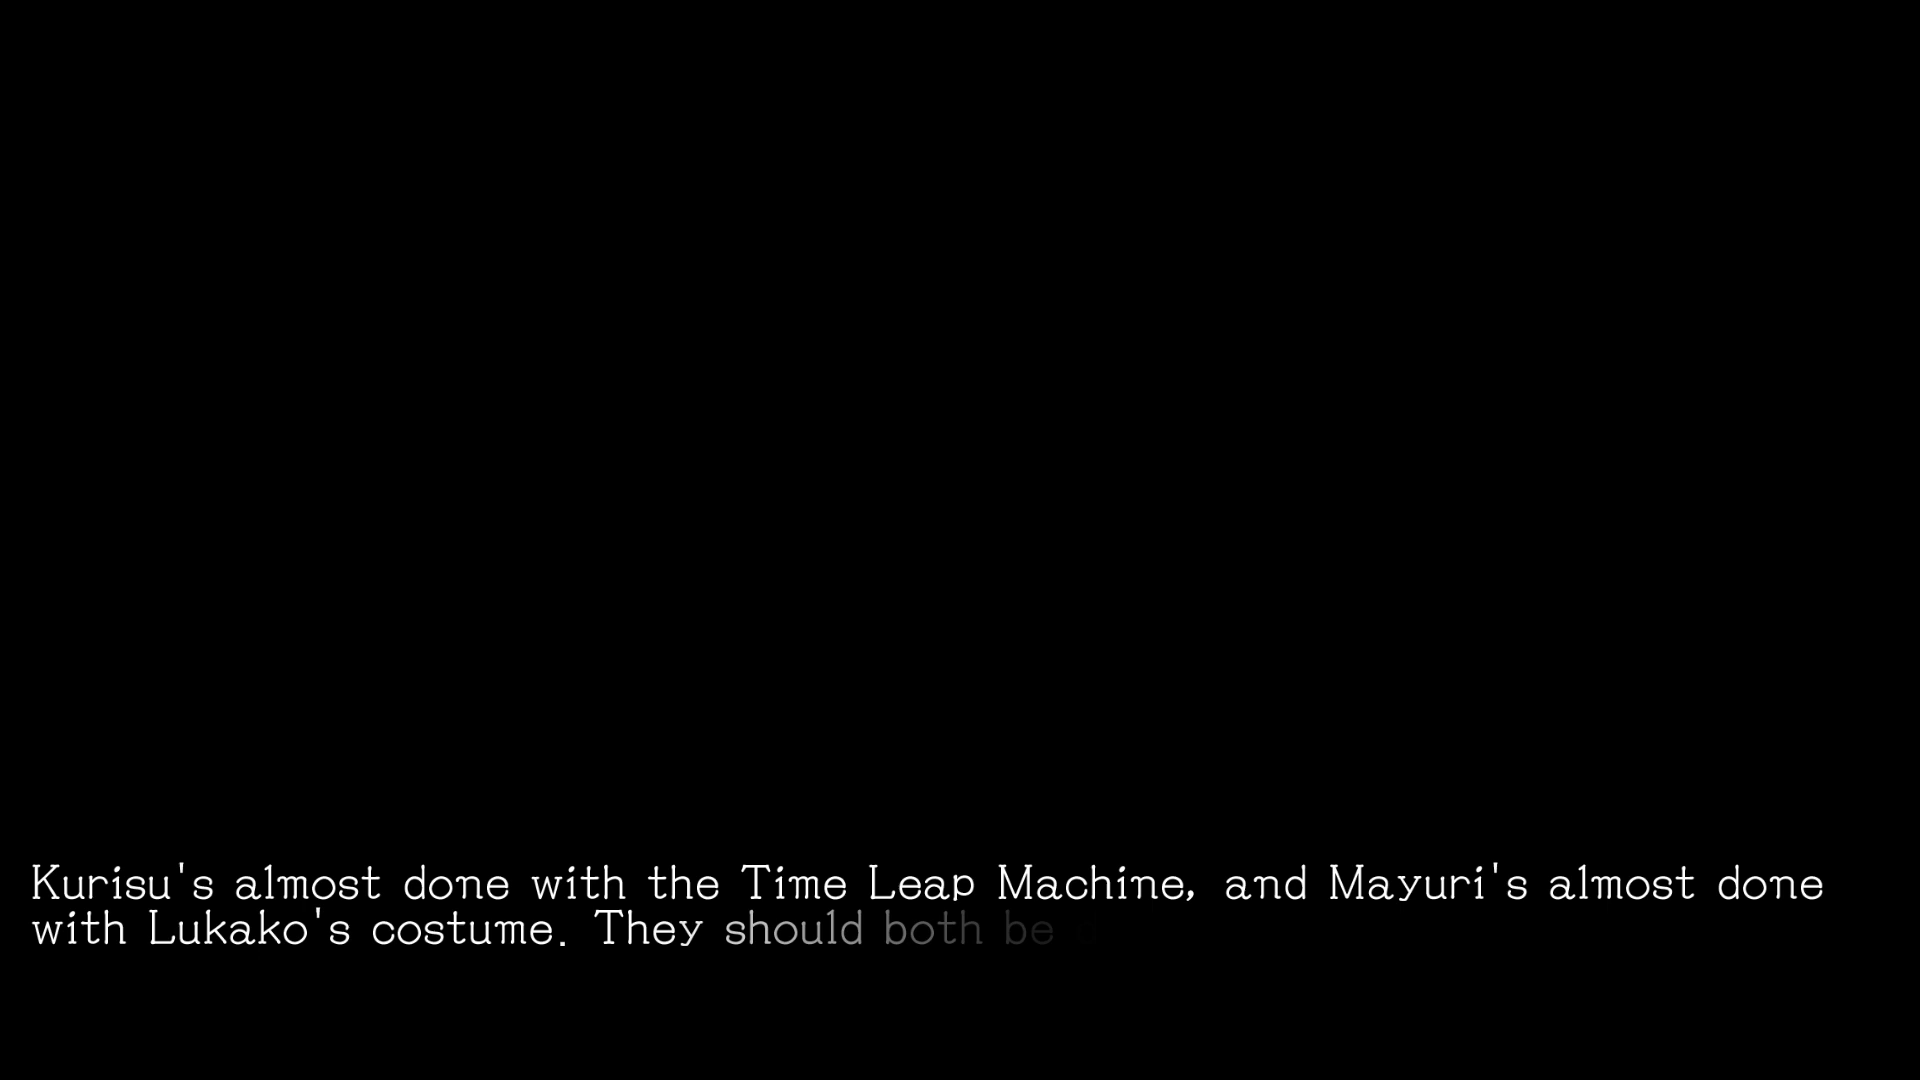 Kurisu's almost done with the Time Leap Machine, and Mayuri's almost done
with Lukako's costume. They should both be